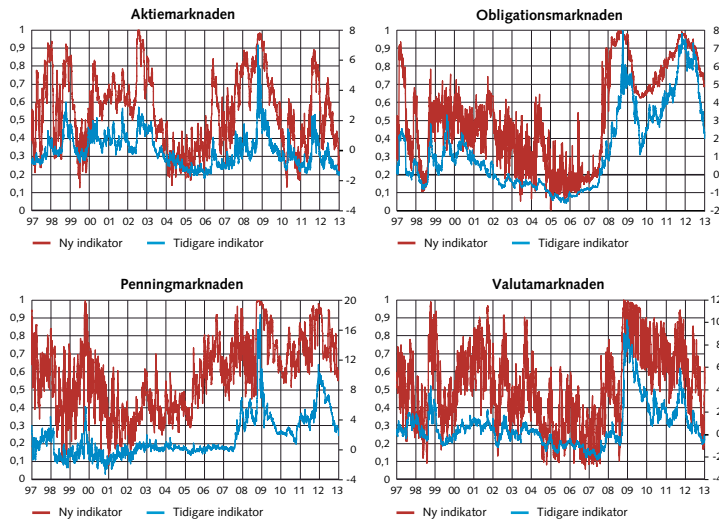 Aktiemarknaden
1 0,9 0,8 0,7 0,6 0,5 0,4 0,3 0,2 0,1 0
8 6 4 2 0 -2 -4
97 98 99 00 01 02 03 04 05 06 07 08 09 10 11 12 13
Ny indikator Tidigare indikator
Obligationsmarknaden
1 0,9 0,8 0,7 0,6 0,5 0,4 0,3 0,2 0,1 0
8 7 6 5 4 3 2 1 0 -1 -2
97 98 99 00 01 02 03 04 05 06 07 08 09 10 11 12 13
Ny indikator Tidigare indikator
Penningmarknaden
1 0,9 0,8 0,7 0,6 0,5 0,4 0,3 0,2 0,1 0
20 16 12 8 4 0 -4
97 98 99 00 01 02 03 04 05 06 07 08 09 10 11 12 13
Ny indikator Tidigare indikator
Valutamarknaden
1 0,9 0,8 0,7 0,6 0,5 0,4 0,3 0,2 0,1 0
12 10 8 6 4 2 0 -2 -4
97 98 99 00 01 02 03 04 05 06 07 08 09 10 11 12 13
Ny indikator Tidigare indikator